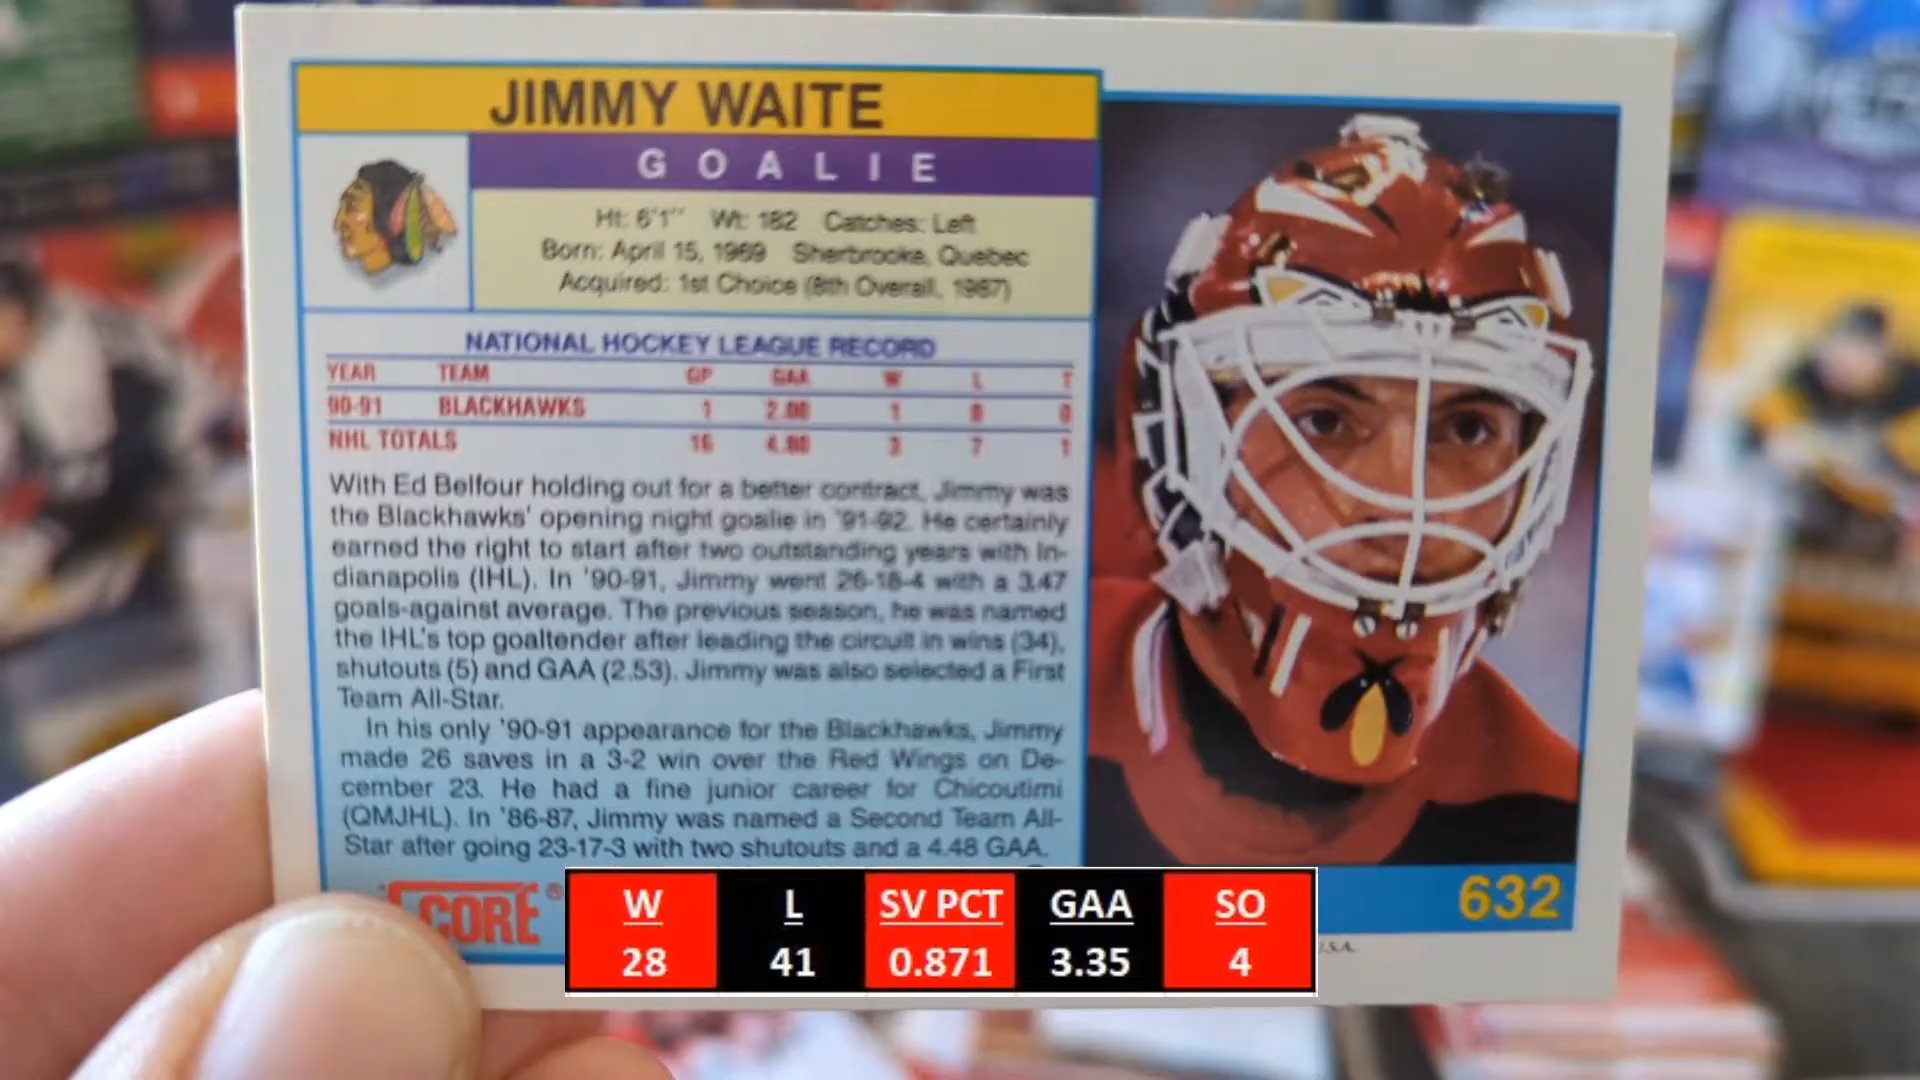 JIMMY WAITE
GOALIE
Ht: 6'1" Wt: 182 Catches: Left
Born: April 15, 1969 Sherbrooke, Quebec
Acquired: 1st Choice (8th Overall, 1987)
NATIONAL HOCKEY LEAGUE RECORD
YEAR TEAM GP GAA W L T
90-91 BLACKHAWKS 1 2.00 1 0 0
NHL TOTALS 16 4.80 3 7 1
With Ed Belfour holding out for a better contract, Jimmy was
the Blackhawks' opening night goalie in '91-92. He certainly
earned the right to start after two outstanding years with In-
dianapolis (IHL). In '90-91, Jimmy went 26-18-4 with a 3.47
goals-against average. The previous season, he was named
the IHL's top goaltender after leading the circuit in wins (34),
shutouts (5) and GAA (2.53). Jimmy was also selected a First
Team All-Star.
In his only '90-91 appearance for the Blackhawks, Jimmy
made 26 saves in a 3-2 win over the Red Wings on De-
cember 23. He had a fine junior career for Chicoutimi
(QMJHL). In '86-87, Jimmy was named a Second Team All-
Star after going 23-17-3 with two shutouts and a 4.48 GAA.
SCORE®
632
W L SV PCT GAA SO
28 41 0.871 3.35 4